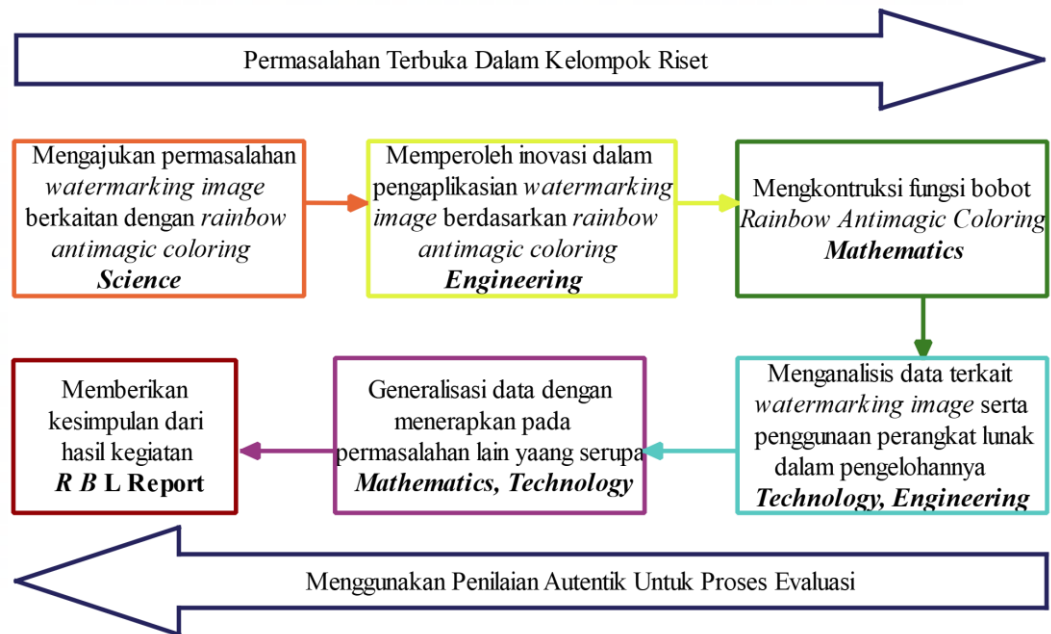 Permasalahan Terbuka Dalam Kelompok Riset
Mengajukan permasalahan
watermarking image
berkaitan dengan rainbow
antimagic coloring
Science
Memperoleh inovasi dalam
pengaplikasian watermarking
image berdasarkan rainbow
antimagic coloring
Engineering
Mengkontruksi fungsi bobot
Rainbow Antimagic Coloring
Mathematics
Menganalisis data terkait
watermarking image serta
penggunaan perangkat lunak
dalam pengelohannya
Technology, Engineering
Generalisasi data dengan
menerapkan pada
permasalahan lain yaang serupa
Mathematics, Technology
Memberikan
kesimpulan dari
hasil kegiatan
R B L Report
Menggunakan Penilaian Autentik Untuk Proses Evaluasi